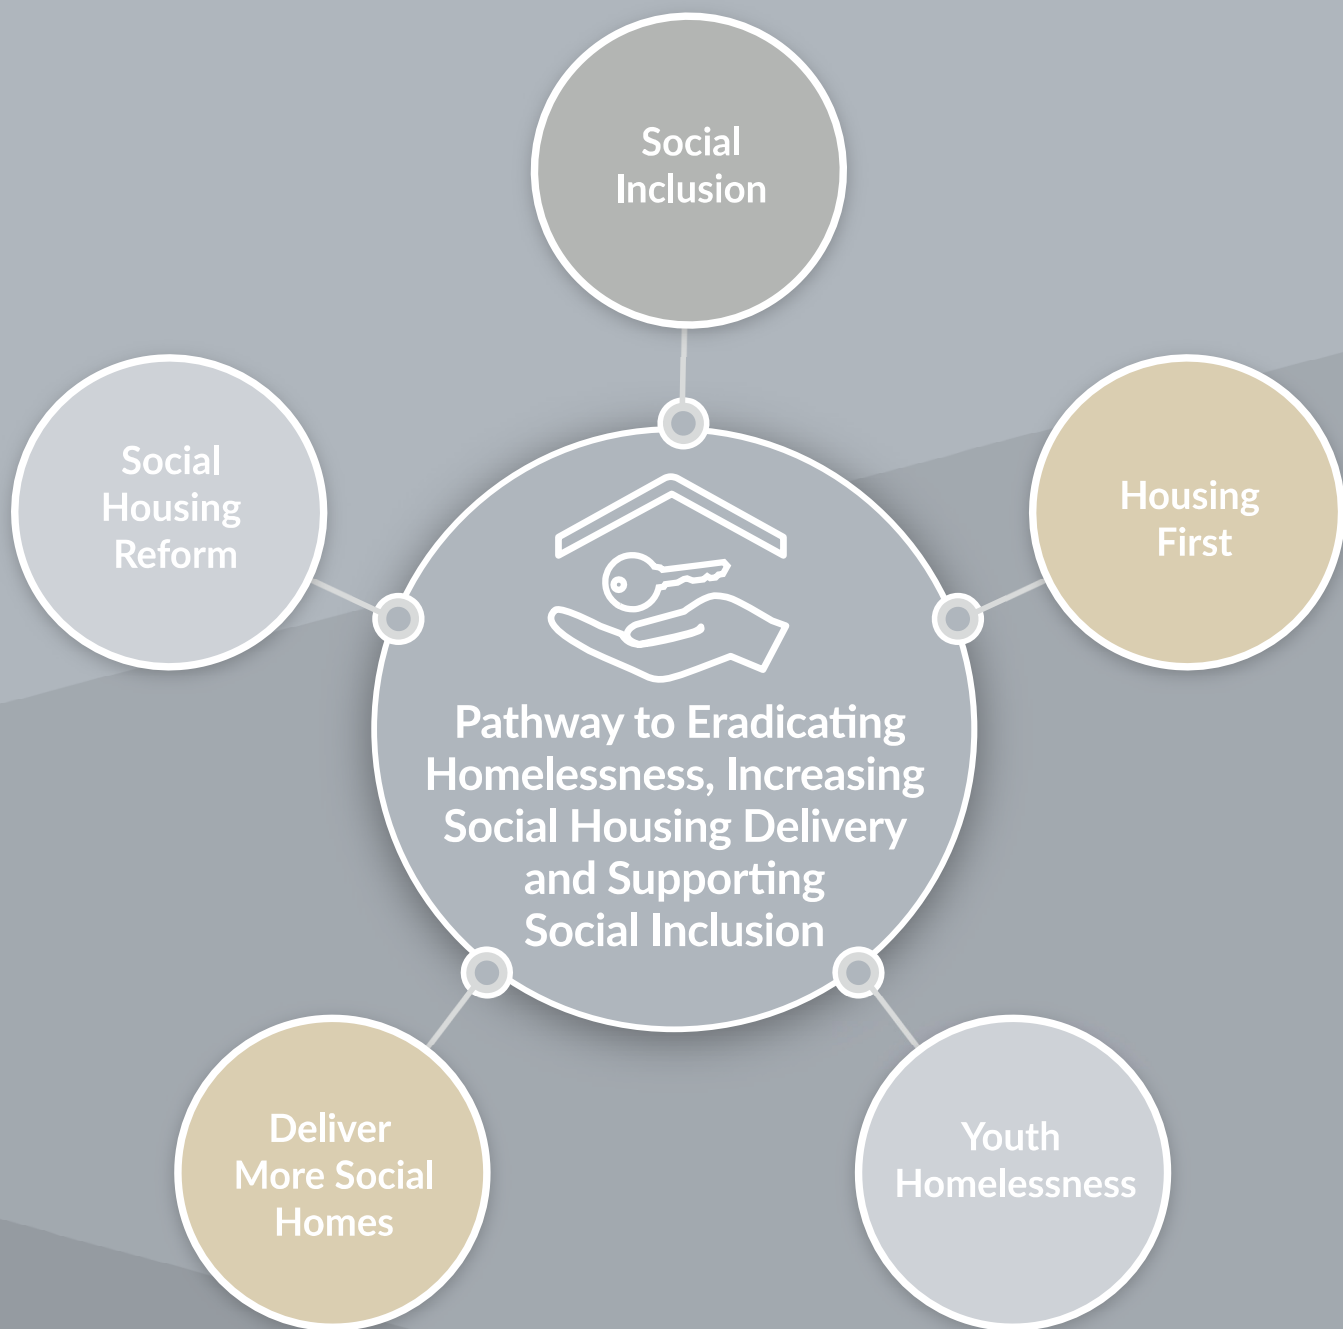 Social
Inclusion
Social
Housing
Reform
Housing
First
Pathway to Eradicating
Homelessness, Increasing
Social Housing Delivery
and Supporting
Social Inclusion
Deliver
More Social
Homes
Youth
Homelessness